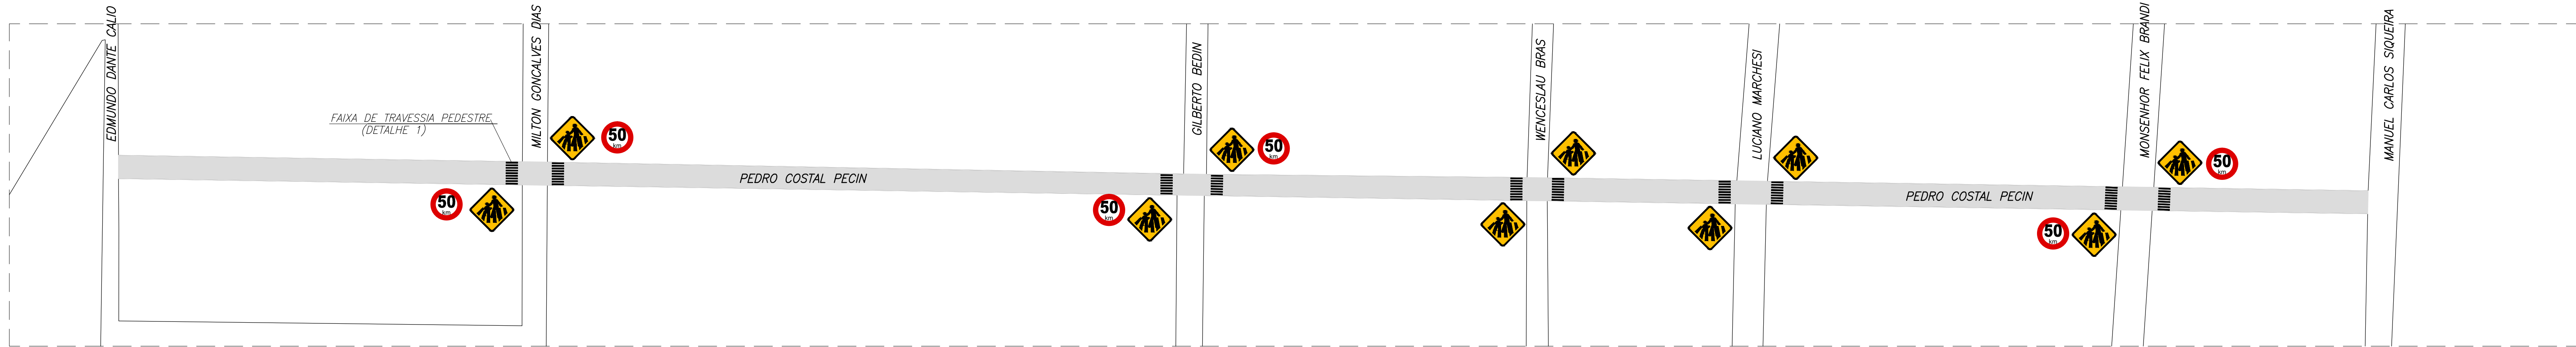 EDMUNDO DANTE CALIO
FAIXA DE TRAVESSIA PEDESTRE
(DETALHE 1)
MILTON GONCALVES DIAS
50
km
50
km
PEDRO COSTAL PECIN
GILBERTO BEDIN
50
km
50
km
WENCESLAU BRAS
LUCIANO MARCHESI
PEDRO COSTAL PECIN
MONSENHOR FELIX BRANDI
50
km
50
km
MANUEL CARLOS SIQUEIRA